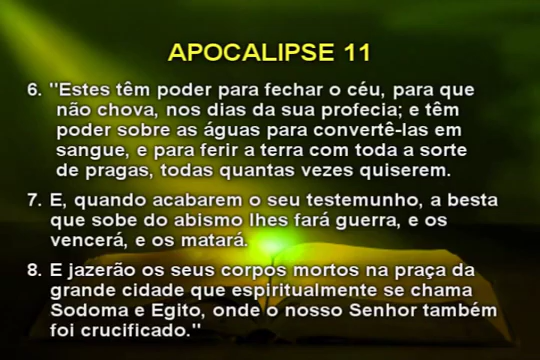 APOCALIPSE 11
6. "Estes têm poder para fechar o céu, para que
não chova, nos dias da sua profecia; e têm
poder sobre as águas para convertê-las em
sangue, e para ferir a terra com toda a sorte
de pragas, todas quantas vezes quiserem.
7. E, quando acabarem o seu testemunho, a besta
que sobe do abismo lhes fará guerra, e os
vencerá, e os matará.
8. E jazerão os seus corpos mortos na praça da
grande cidade que espiritualmente se chama
Sodoma e Egito, onde o nosso Senhor também
foi crucificado."